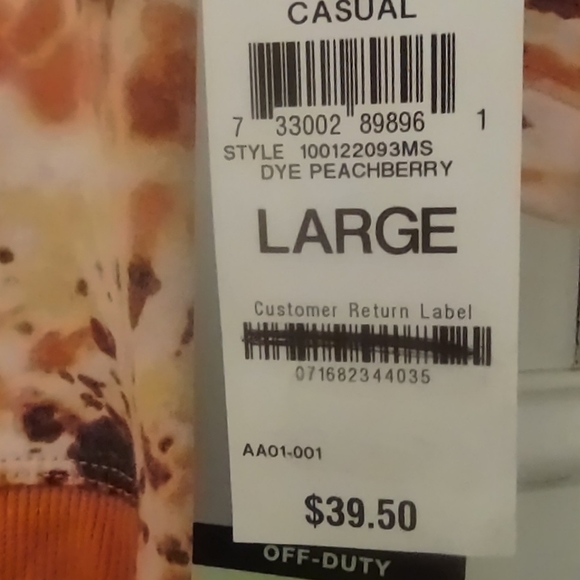 CASUAL
7 33002 89896 1
STYLE 100122093MS
DYE PEACHBERRY
LARGE
Customer Return Label
071682344035
AA01-001
$39.50
OFF-DUTY